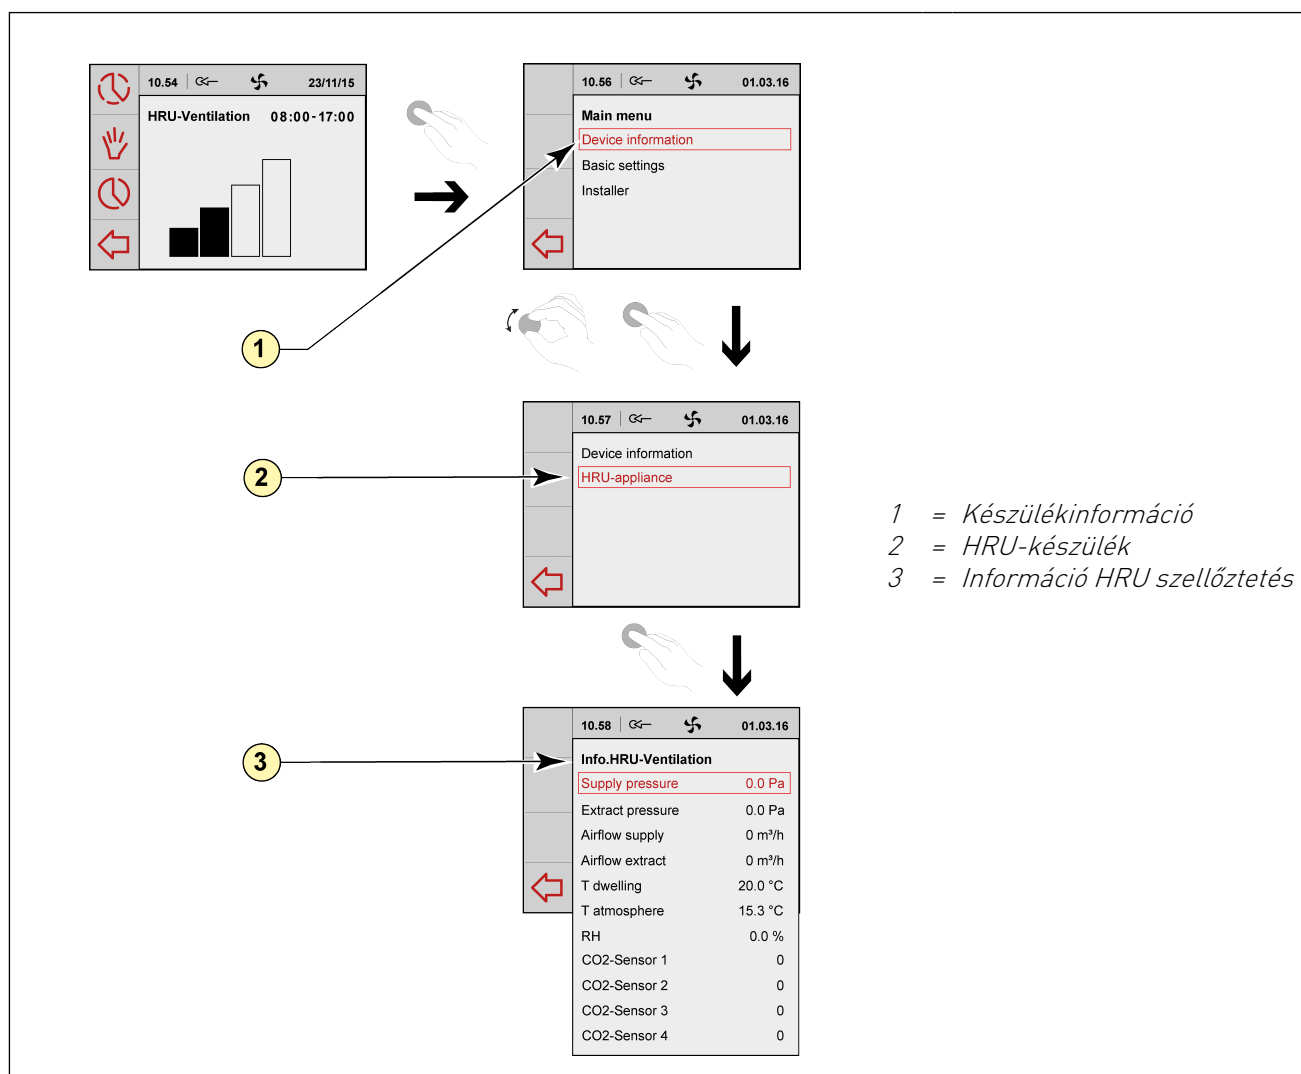 10.54 23/11/15
HRU-Ventilation 08:00-17:00
10.56 01.03.16
Main menu
Device information
Basic settings
Installer
1
10.57 01.03.16
Device information
HRU-appliance
2
1 = Készülékinformáció
2 = HRU-készülék
3 = Információ HRU szellőztetés
10.58 01.03.16
3
Info.HRU-Ventilation
Supply pressure 0.0 Pa
Extract pressure 0.0 Pa
Airflow supply 0 m³/h
Airflow extract 0 m³/h
T dwelling 20.0 °C
T atmosphere 15.3 °C
RH 0.0 %
CO2-Sensor 1 0
CO2-Sensor 2 0
CO2-Sensor 3 0
CO2-Sensor 4 0